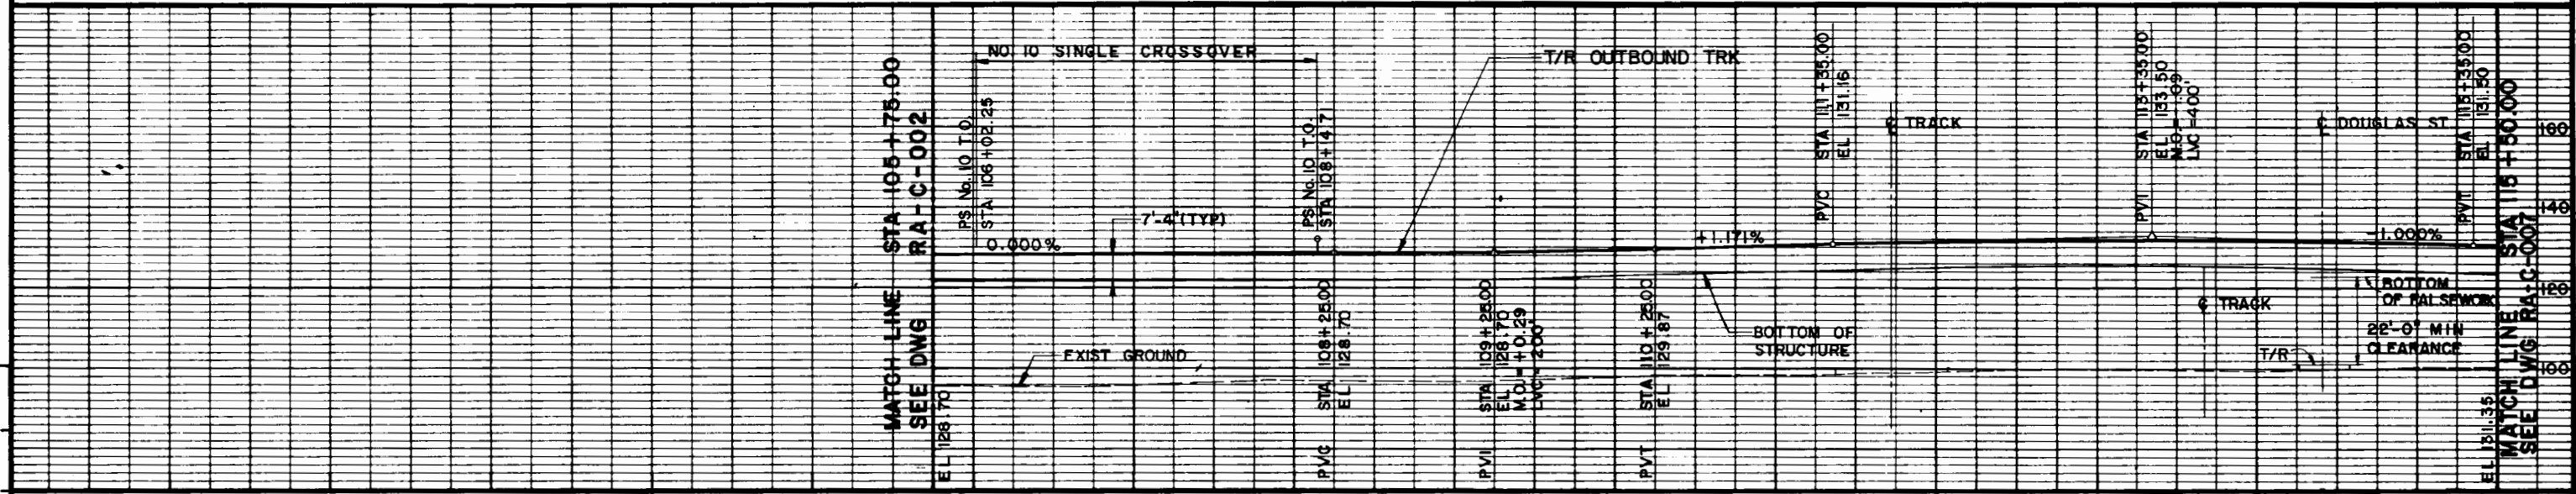 MATCH LINE STA 105+75.00
SEE DWG RA-C-002
EL 128.70
NO. 10 SINGLE CROSSOVER
PS No. 10 T.O.
STA 106+02.25
0.000%
7'-4" (TYP)
EXIST GROUND
PS No. 10 T.O.
STA 108+14.71
PVC STA 108+25.00
EL 128.70
T/R OUTBOUND TRK
PVI STA 109+25.00
EL 128.70
M.O. = +0.29
LVC = 200'
PVT STA 110+25.00
EL 129.87
+1.171%
BOTTOM OF
STRUCTURE
PVC STA 111+35.00
EL 131.16
℄ TRACK
PVI STA 113+35.00
EL 133.50
LVC = 400'
℄ TRACK
℄ DOUGLAS ST
-1.000%
PVT STA 115+35.00
EL 131.50
BOTTOM
OF FALSEWORK
22'-0" MIN
CLEARANCE
T/R
EL 131.35
MATCH LINE STA 115+50.00
SEE DWG RA-C-007
160
140
120
100